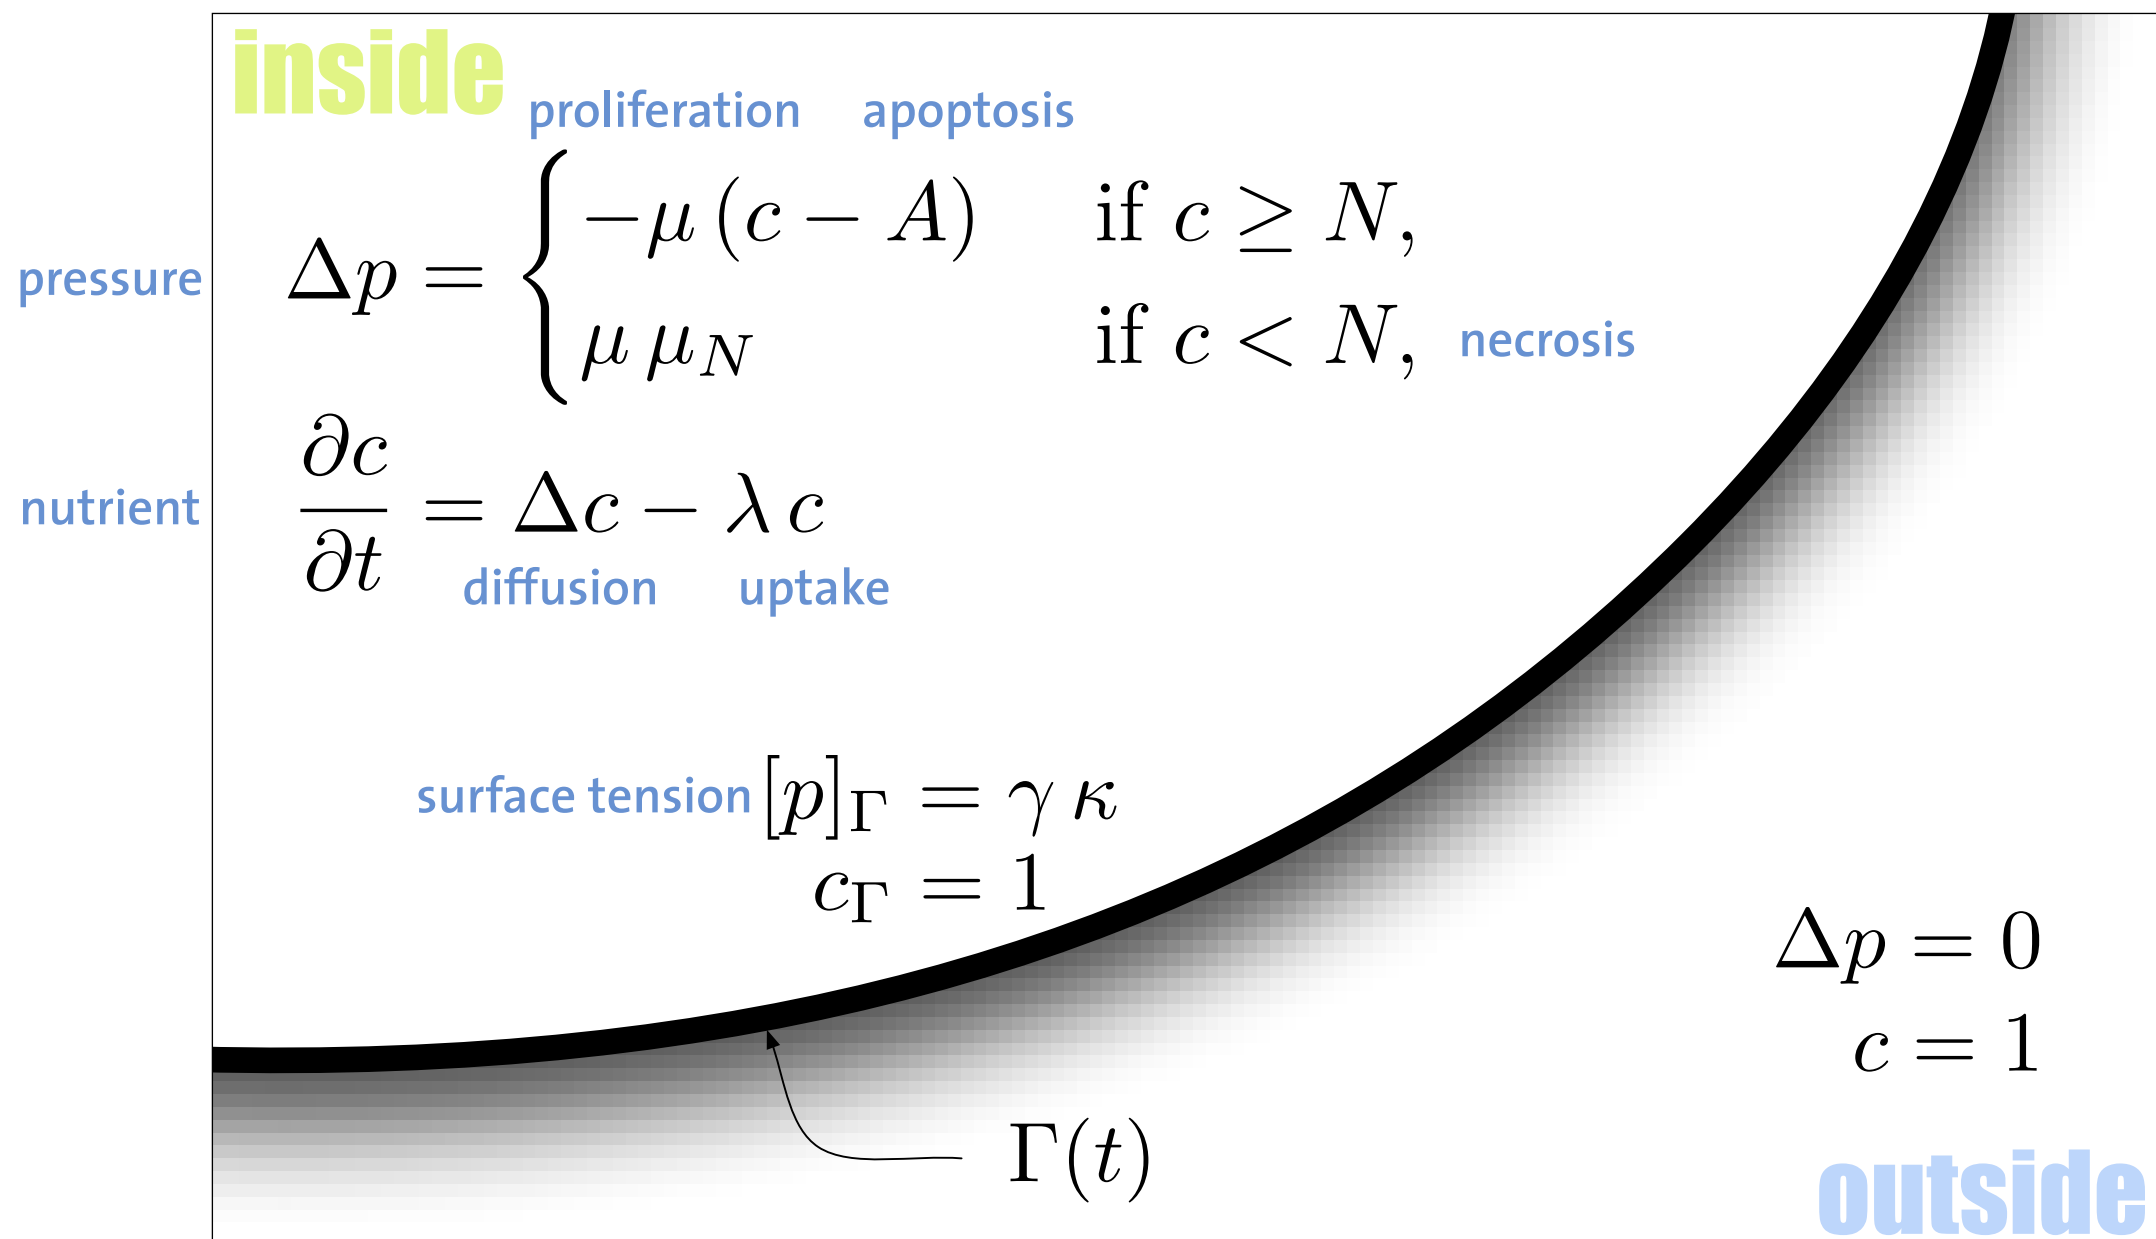 inside
proliferation apoptosis
pressure Δp = { −μ (c − A) if c ≥ N,
μ μ_N if c < N, necrosis
nutrient ∂c/∂t = Δc − λ c
diffusion uptake
surface tension [p]_Γ = γ κ
c_Γ = 1
Δp = 0
c = 1
Γ(t)
outside